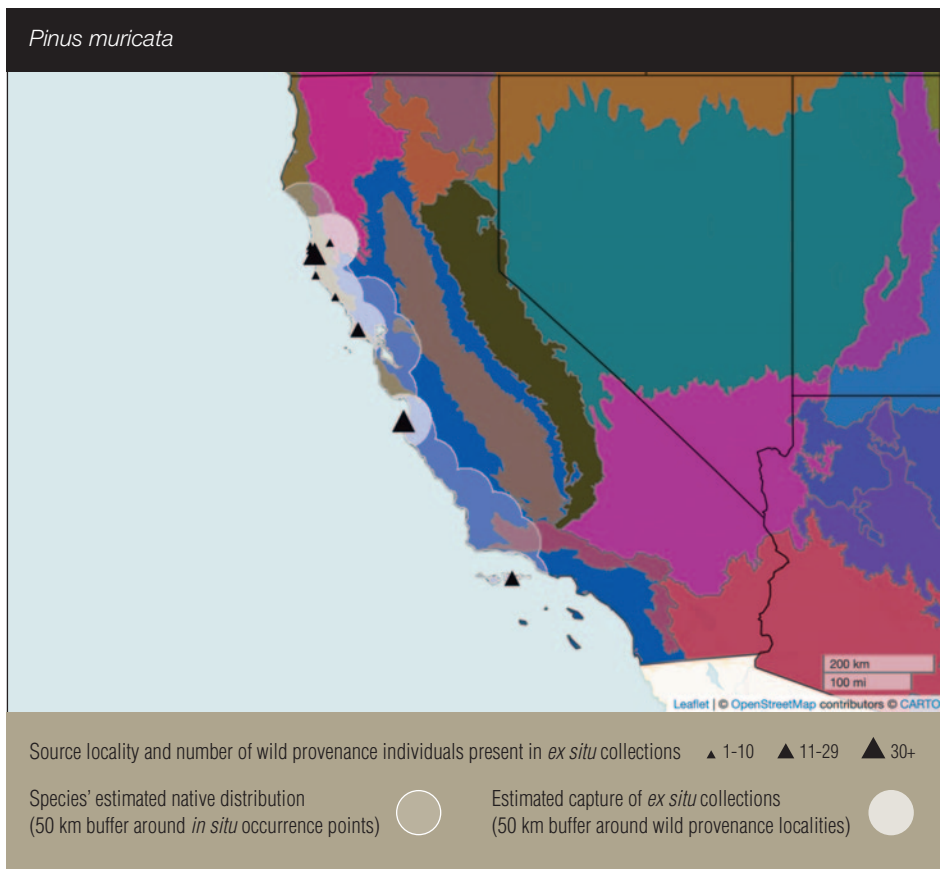 Pinus muricata
200 km
100 mi
Leaflet | © OpenStreetMap contributors © CARTO
Source locality and number of wild provenance individuals present in ex situ collections ▲ 1-10 ▲ 11-29 ▲ 30+
Species' estimated native distribution
(50 km buffer around in situ occurrence points)
Estimated capture of ex situ collections
(50 km buffer around wild provenance localities)